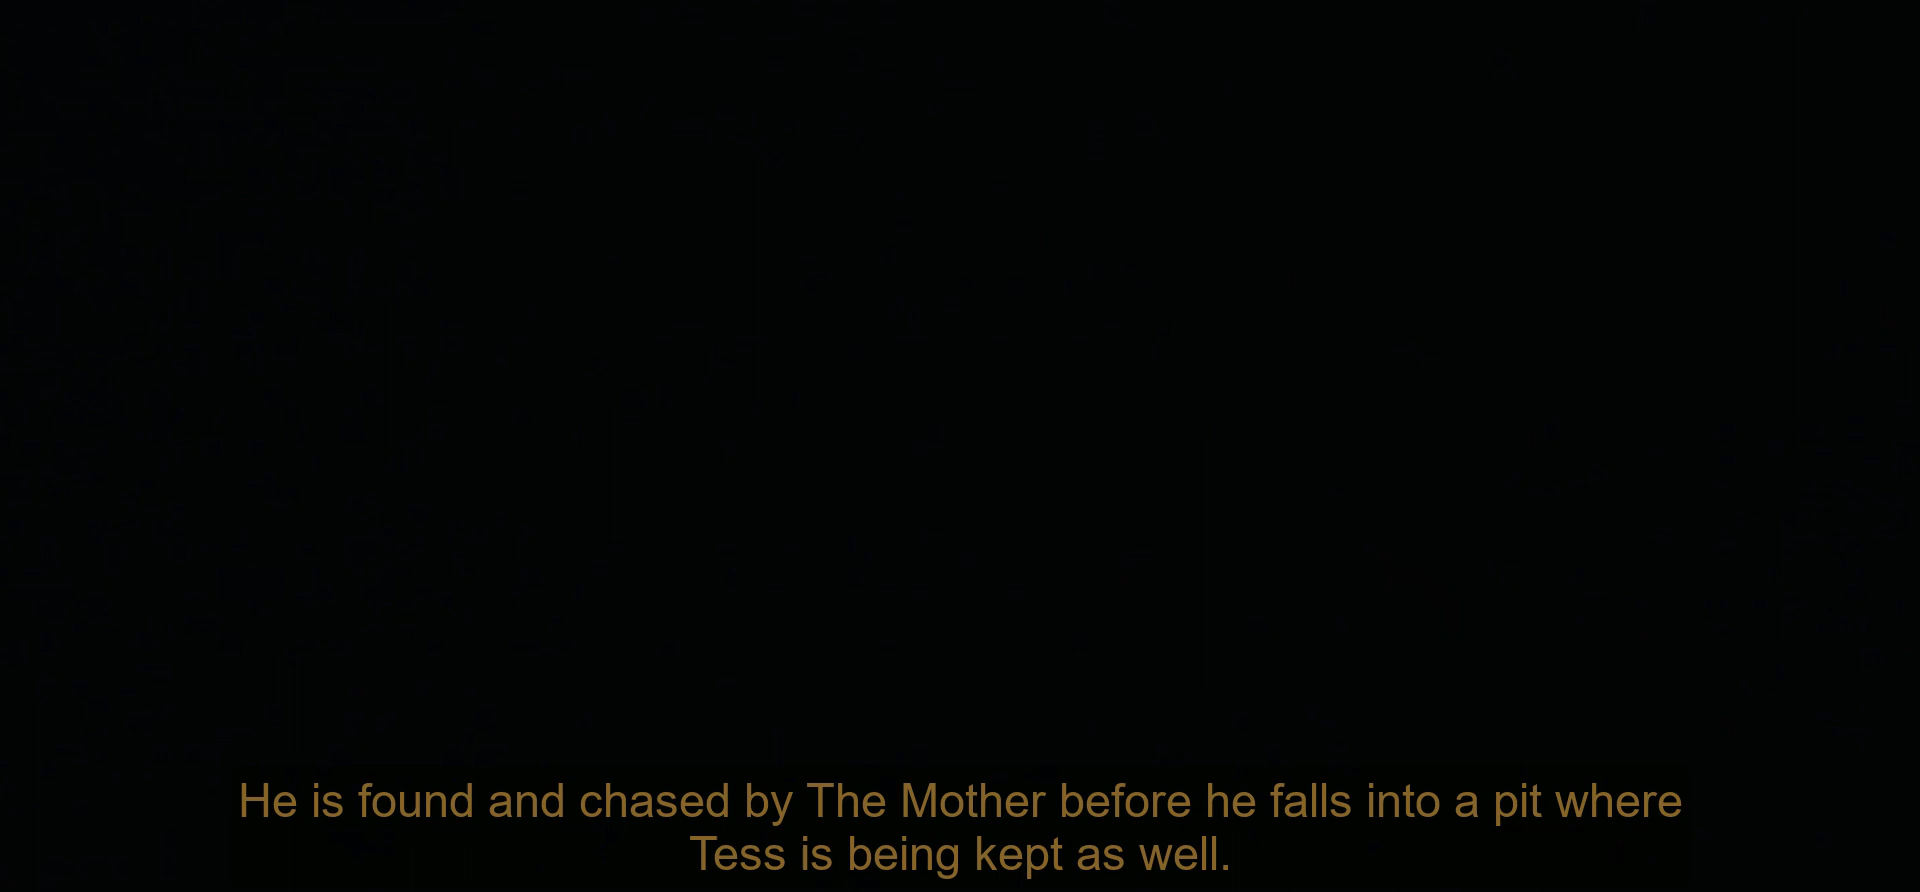 He is found and chased by The Mother before he falls into a pit where
Tess is being kept as well.